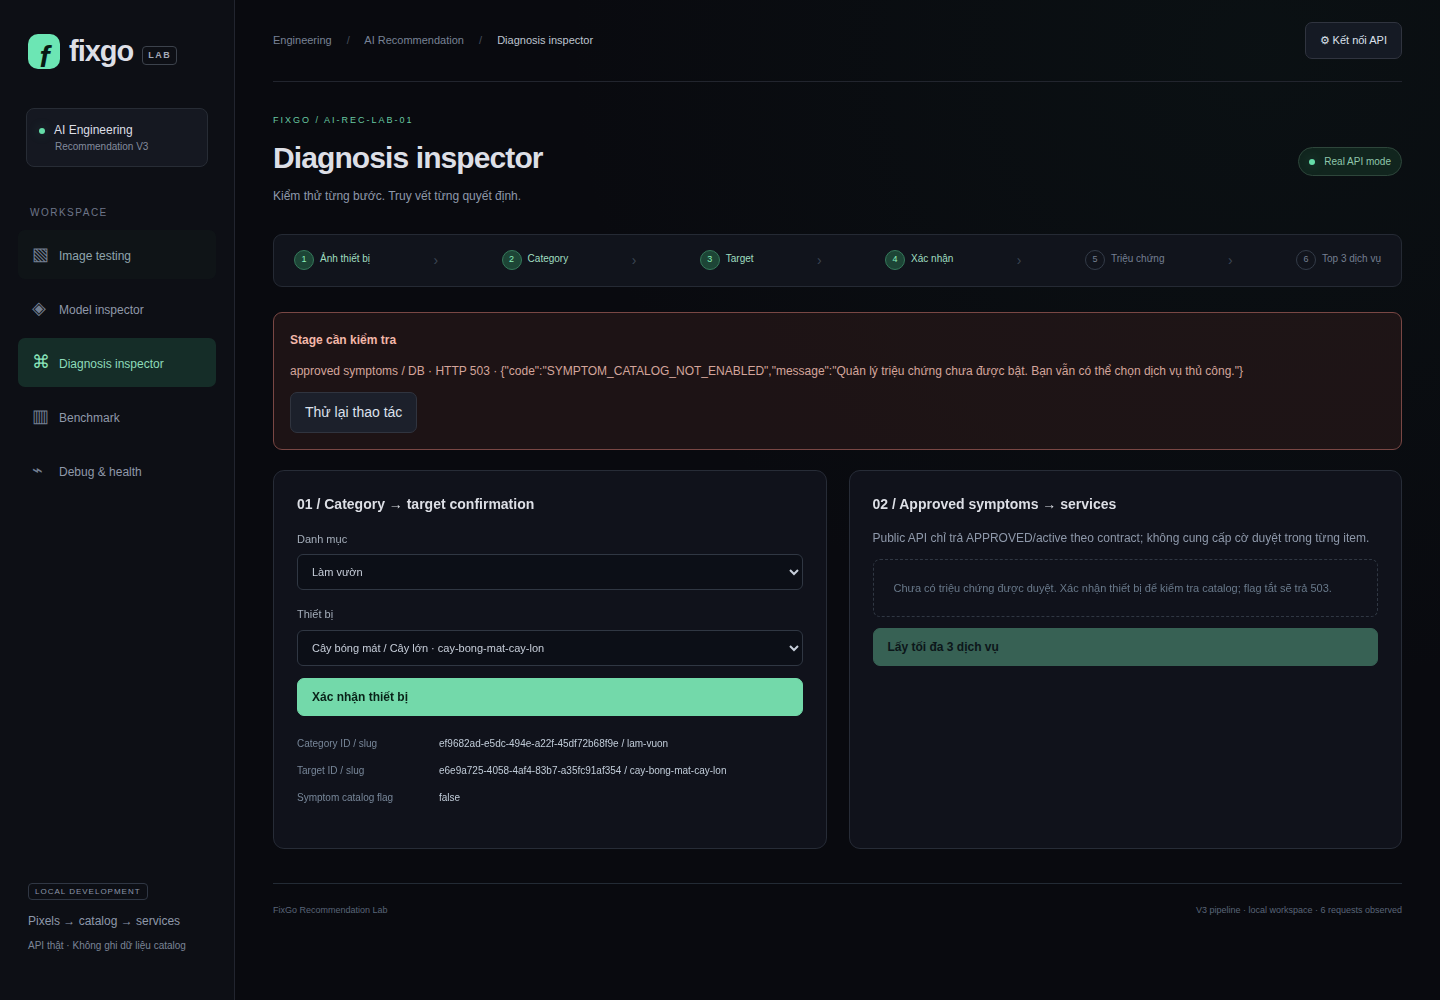 fixgo LAB
AI Engineering
Recommendation V3
WORKSPACE
Image testing
Model inspector
Diagnosis inspector
Benchmark
Debug & health
LOCAL DEVELOPMENT
Pixels → catalog → services
API thật · Không ghi dữ liệu catalog
Engineering / AI Recommendation / Diagnosis inspector
⚙ Kết nối API
FIXGO / AI-REC-LAB-01
Diagnosis inspector
Real API mode
Kiểm thử từng bước. Truy vết từng quyết định.
1 Ảnh thiết bị › 2 Category › 3 Target › 4 Xác nhận › 5 Triệu chứng › 6 Top 3 dịch vụ
Stage cần kiểm tra
approved symptoms / DB · HTTP 503 · {"code":"SYMPTOM_CATALOG_NOT_ENABLED","message":"Quản lý triệu chứng chưa được bật. Bạn vẫn có thể chọn dịch vụ thủ công."}
Thử lại thao tác
01 / Category → target confirmation
Danh mục
Làm vườn
Thiết bị
Cây bóng mát / Cây lớn · cay-bong-mat-cay-lon
Xác nhận thiết bị
Category ID / slug ef9682ad-e5dc-494e-a22f-45df72b68f9e / lam-vuon
Target ID / slug e6e9a725-4058-4af4-83b7-a35fc91af354 / cay-bong-mat-cay-lon
Symptom catalog flag false
02 / Approved symptoms → services
Public API chỉ trả APPROVED/active theo contract; không cung cấp cờ duyệt trong từng item.
Chưa có triệu chứng được duyệt. Xác nhận thiết bị để kiểm tra catalog; flag tắt sẽ trả 503.
Lấy tối đa 3 dịch vụ
FixGo Recommendation Lab
V3 pipeline · local workspace · 6 requests observed